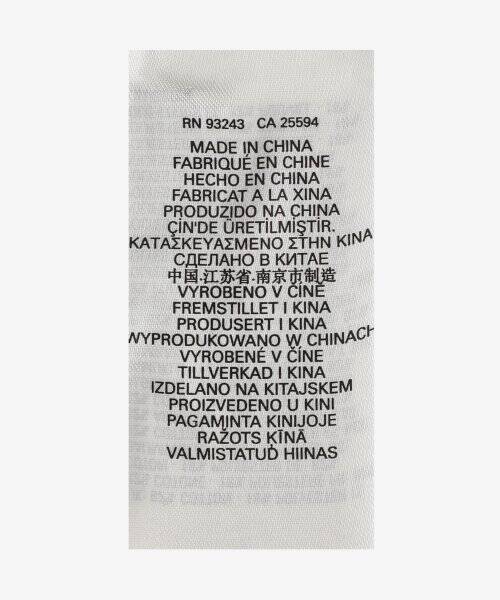 RN 93243 CA 25594
MADE IN CHINA
FABRIQUÉ EN CHINE
HECHO EN CHINA
FABRICAT A LA XINA
PRODUZIDO NA CHINA
ÇİN'DE ÜRETİLMİŞTİR.
ΚΑΤΑΣΚΕΥΑΣΜΕΝΟ ΣΤΗΝ ΚΙΝΑ
СДЕЛАНО В КИТАЕ
中国.江苏省.南京市制造
VYROBENO V ČÍNĚ
FREMSTILLET I KINA
PRODUSERT I KINA
WYPRODUKOWANO W CHINACH
VYROBENÉ V ČÍNE
TILLVERKAD I KINA
IZDELANO NA KITAJSKEM
PROIZVEDENO U KINI
PAGAMINTA KINIJOJE
RAŽOTS ĶĪNĀ
VALMISTATUD HIINAS